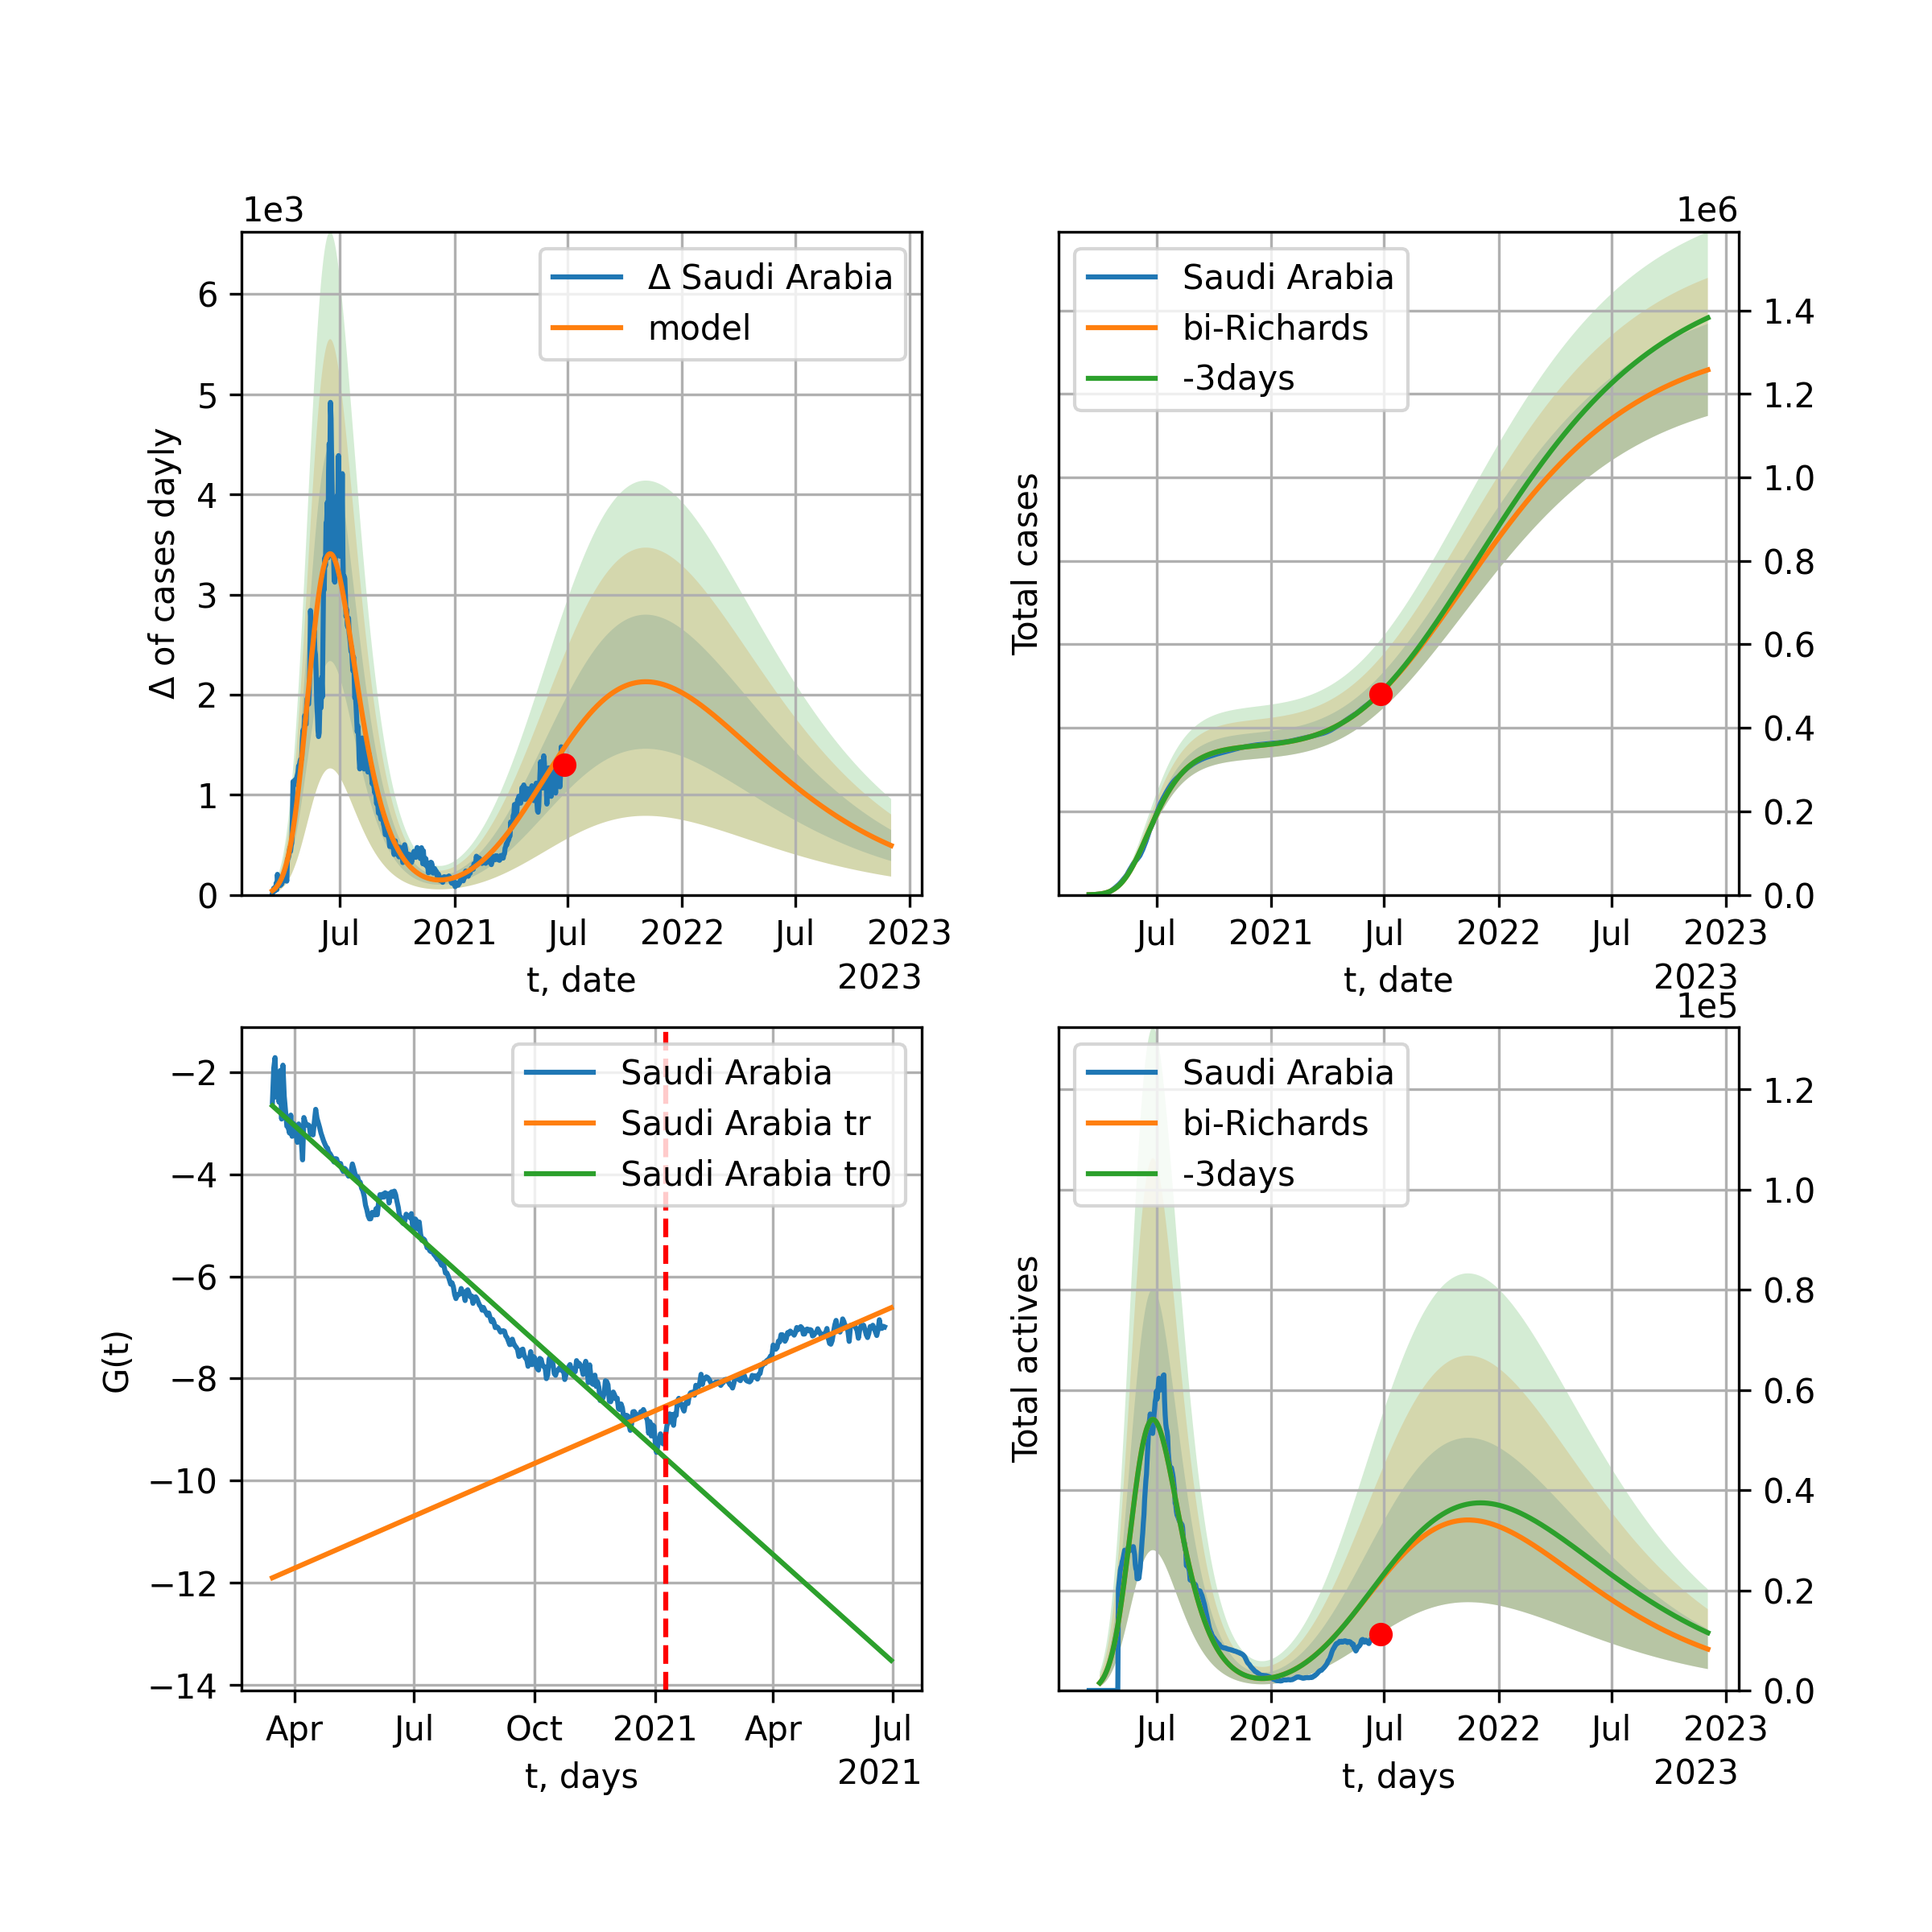 1e3
Δ of cases dayly
6
5
4
3
2
1
0
Δ Saudi Arabia
model
Jul 2021 Jul 2022 Jul 2023
t, date
2023
1e6
Total cases
Saudi Arabia
bi-Richards
-3days
1.4
1.2
1.0
0.8
0.6
0.4
0.2
0.0
Jul 2021 Jul 2022 Jul 2023
t, date
2023
G(t)
−2
−4
−6
−8
−10
−12
−14
Saudi Arabia
Saudi Arabia tr
Saudi Arabia tr0
Apr Jul Oct 2021 Apr Jul
t, days
2021
1e5
Total actives
Saudi Arabia
bi-Richards
-3days
1.2
1.0
0.8
0.6
0.4
0.2
0.0
Jul 2021 Jul 2022 Jul 2023
t, days
2023